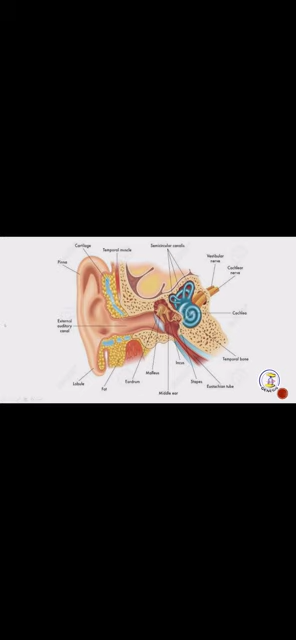 Cartilage
Temporal muscle
Semicircular canals
Pinna
Vestibular
nerve
Cochlear
nerve
External
auditory
canal
Cochlea
Temporal bone
Lobule
Fat
Eardrum
Malleus
Middle ear
Incus
Stapes
Eustachian tube